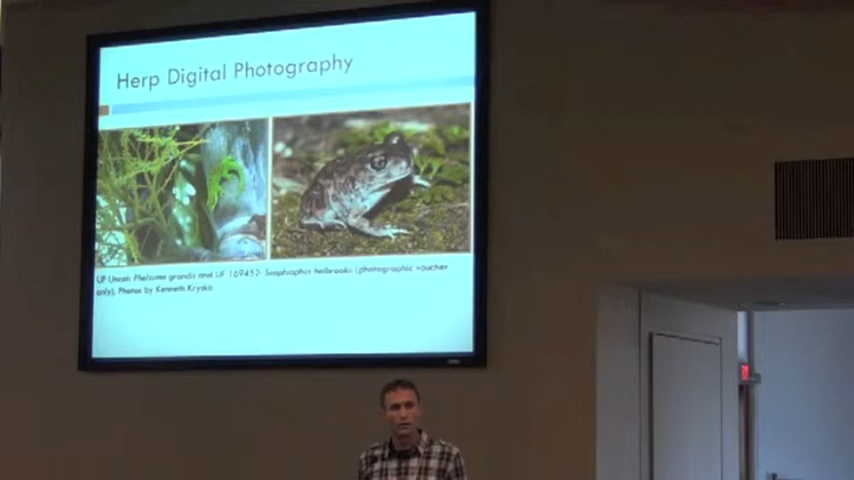 Herp Digital Photography
UF Uncat: Phelsuma grandis and UF 169452: Scaphiopus holbrookii (photographic voucher
only). Photos by Kenneth Krysko